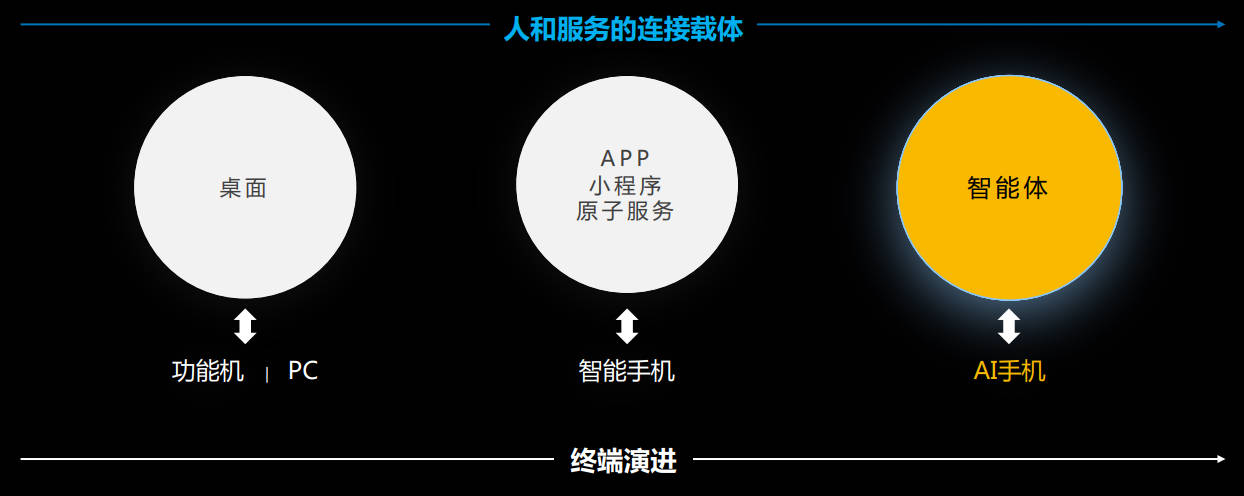 人和服务的连接载体
桌面
APP
小程序
原子服务
智能体
功能机 | PC
智能手机
AI手机
终端演进